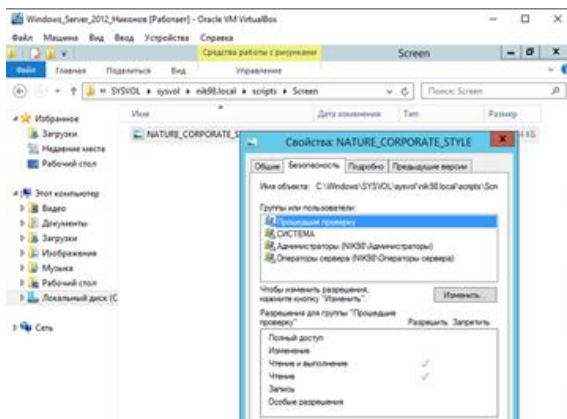 Windows_Server_2012_Никонов [Работает] - Oracle VM VirtualBox
Файл Машина Вид Ввод Устройства Справка
Средства работы с рисунками Screen
Файл Главная Поделиться Вид Управление
SYSVOL sysvol nik98.local scripts Screen Поиск: Screen
Избранное
Загрузки
Недавние места
Рабочий стол
Этот компьютер
Видео
Документы
Загрузки
Изображения
Музыка
Рабочий стол
Локальный диск (C
Сеть
Имя Дата изменения Тип Размер
NATURE_CORPORATE_S
Свойства: NATURE_CORPORATE_STYLE
Общие Безопасность Подробно Предыдущие версии
Имя объекта: C:\Windows\SYSVOL\sysvol\nik98.local\scripts\Scr
Группы или пользователи:
Прошедшие проверку
СИСТЕМА
Администраторы (NIK98\Админис
Операторы сервера (NIK98\Операторы сервера)
Чтобы изменить разрешения,
нажмите кнопку "Изменить".
Изменить...
Разрешения для группы "Прошедшие
проверку" Разрешить Запретить
Полный доступ
Изменение
Чтение и выполнение
Чтение
Запись
Особые разрешения